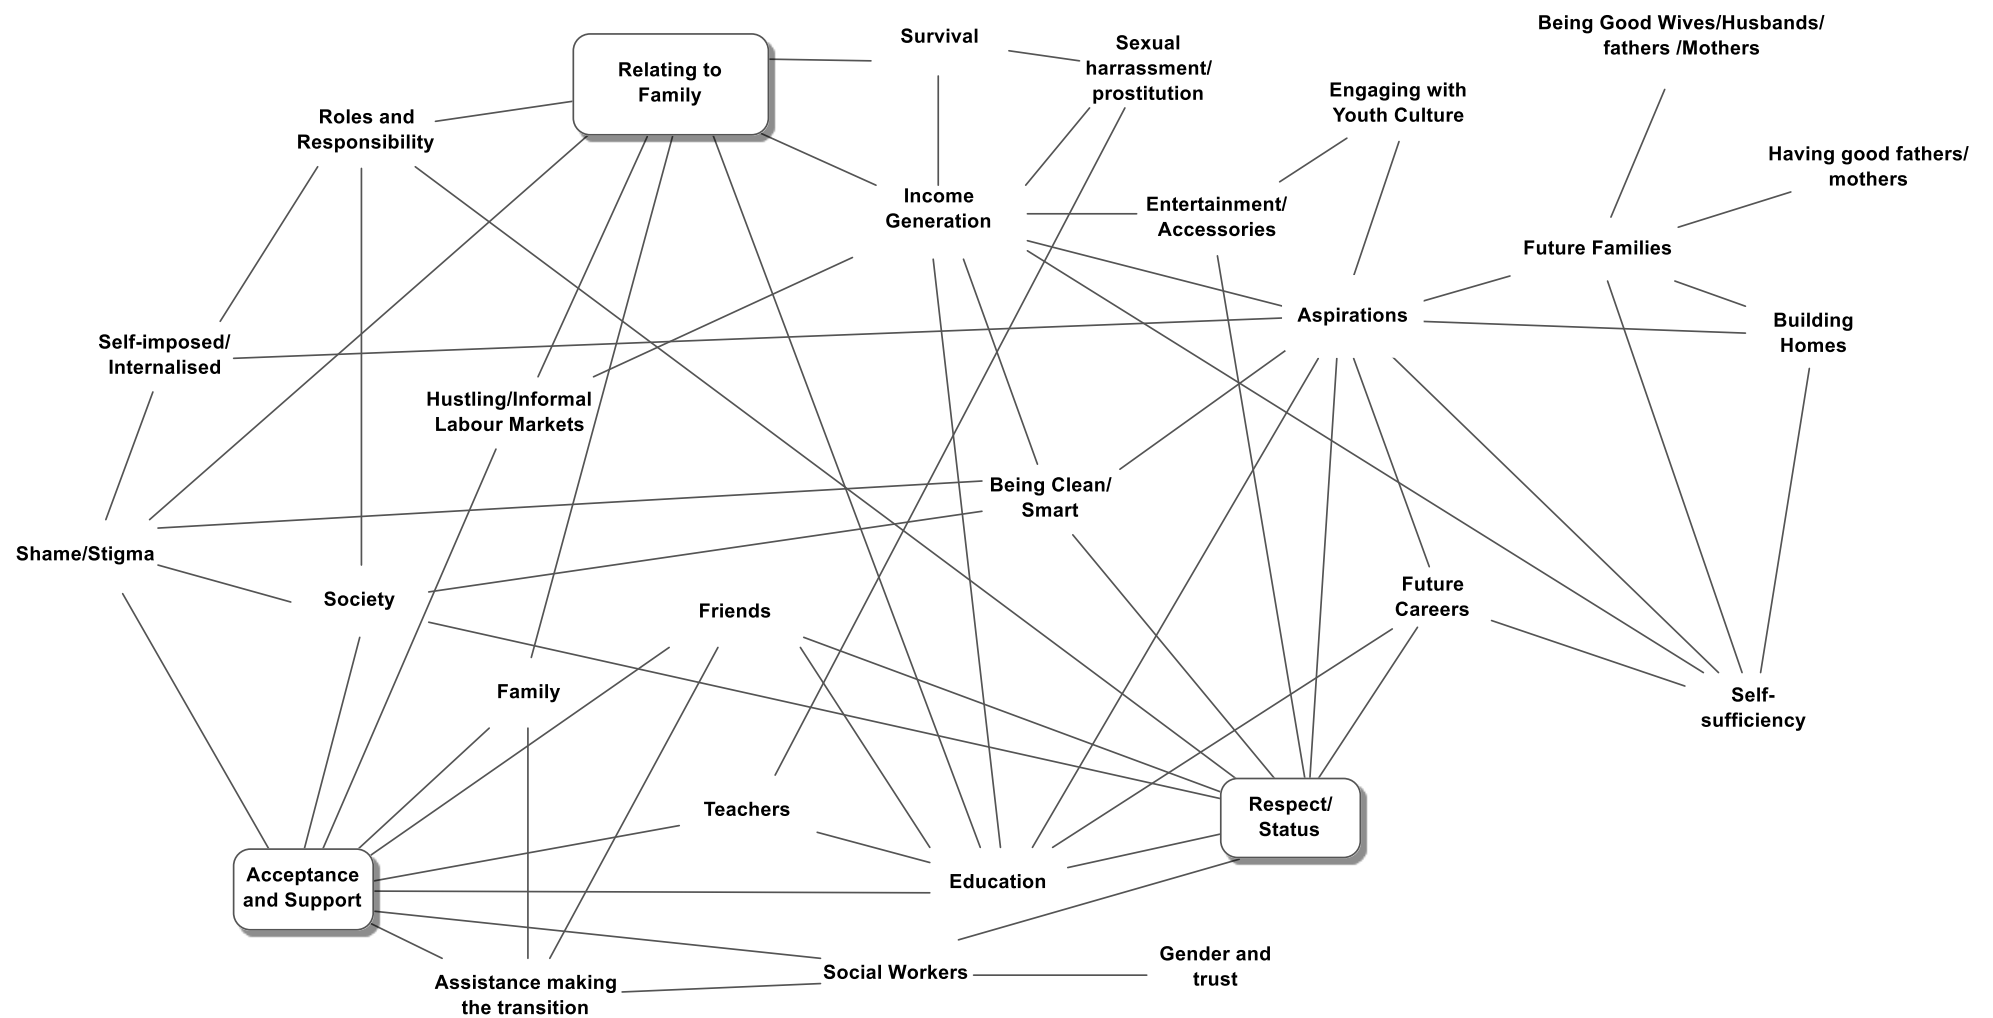 Being Good Wives/Husbands/
fathers /Mothers
Survival
Sexual
harrassment/
prostitution
Relating to
Family
Engaging with
Youth Culture
Roles and
Responsibility
Having good fathers/
mothers
Income
Generation
Entertainment/
Accessories
Future Families
Aspirations
Building
Homes
Self-imposed/
Internalised
Hustling/Informal
Labour Markets
Being Clean/
Smart
Shame/Stigma
Society
Friends
Future
Careers
Family
Self-
sufficiency
Teachers
Respect/
Status
Acceptance
and Support
Education
Gender and
trust
Social Workers
Assistance making
the transition